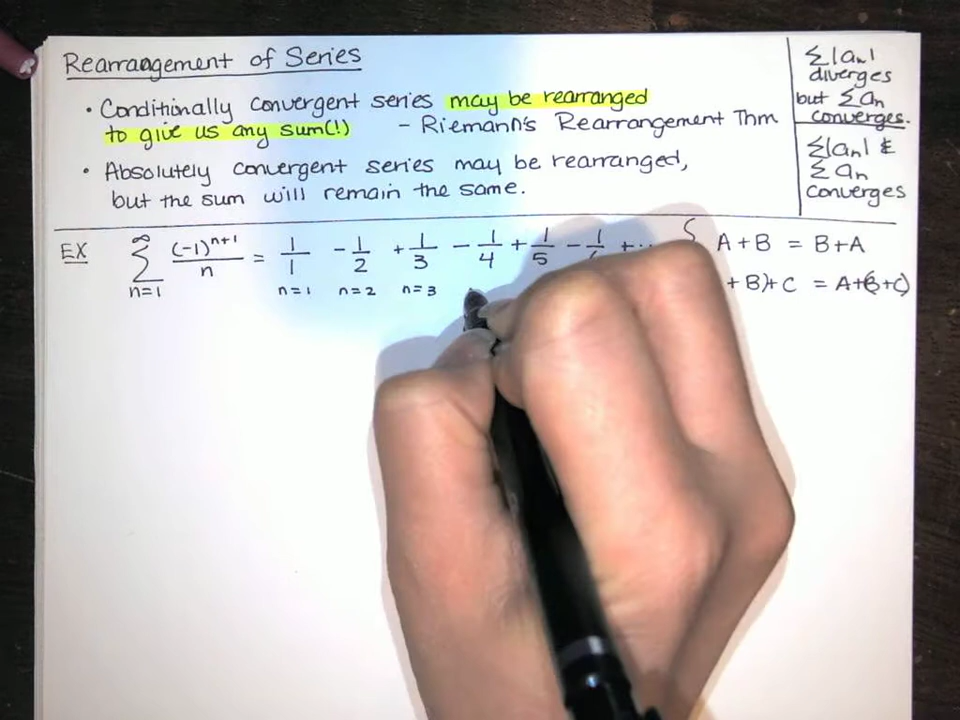 Rearrangement of Series
• Conditionally convergent series may be rearranged
to give us any sum(!) - Riemann's Rearrangement Thm
• Absolutely convergent series may be rearranged,
but the sum will remain the same.
Σ|aₙ|
diverges
but Σaₙ
converges.
Σ|aₙ| &
Σaₙ
converges
EX ∞ Σ n=1 (-1)^(n+1)/n = 1/1 - 1/2 + 1/3 - 1/4 + 1/5 - 1/ + ...
n=1 n=2 n=3
A+B = B+A
+B)+C = A+(B+C)